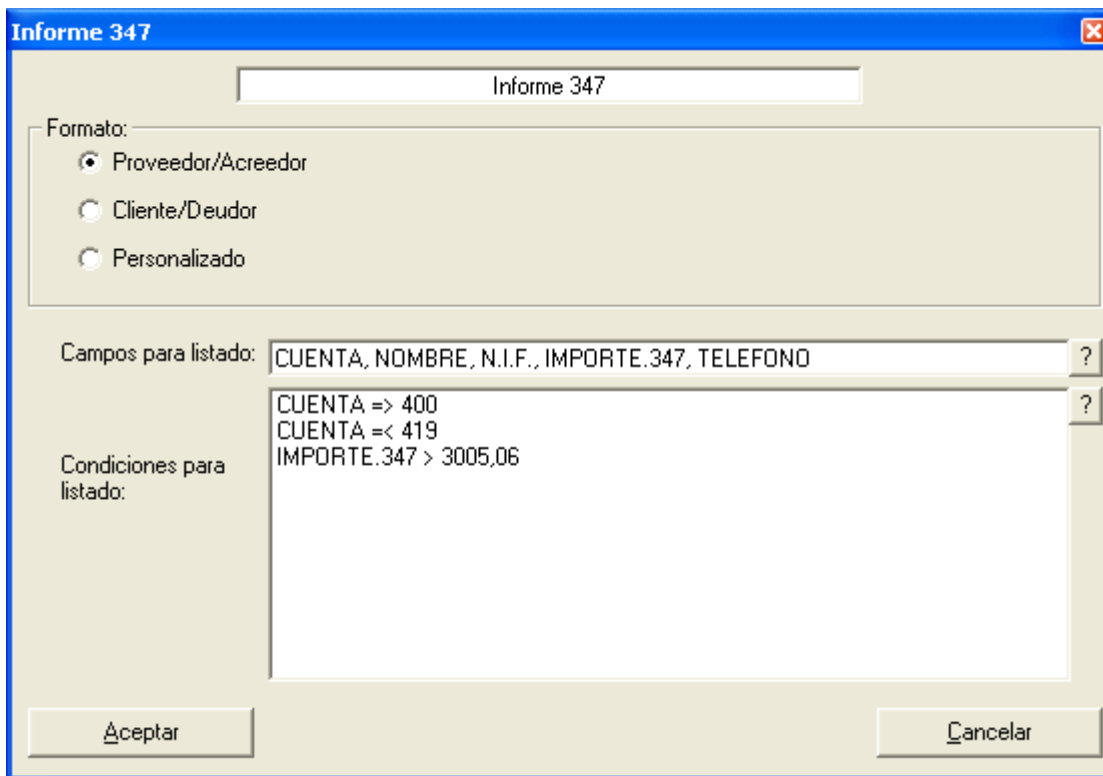 Informe 347
Informe 347
Formato:
Proveedor/Acreedor
Cliente/Deudor
Personalizado
Campos para listado: CUENTA, NOMBRE, N.I.F., IMPORTE.347, TELEFONO ?
CUENTA => 400 ?
CUENTA =< 419
IMPORTE.347 > 3005,06
Condiciones para
listado:
Aceptar Cancelar